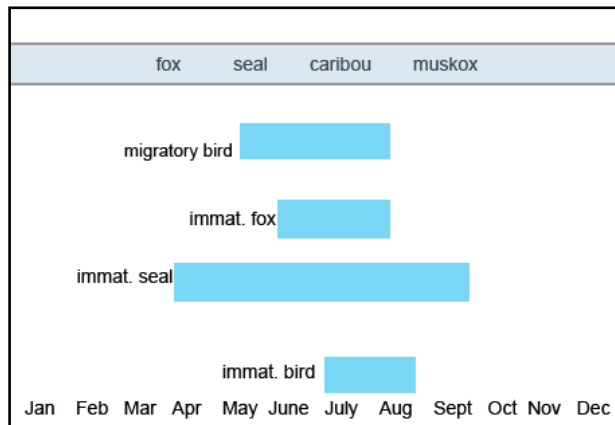 fox seal caribou muskox
migratory bird
immat. fox
immat. seal
immat. bird
Jan Feb Mar Apr May June July Aug Sept Oct Nov Dec